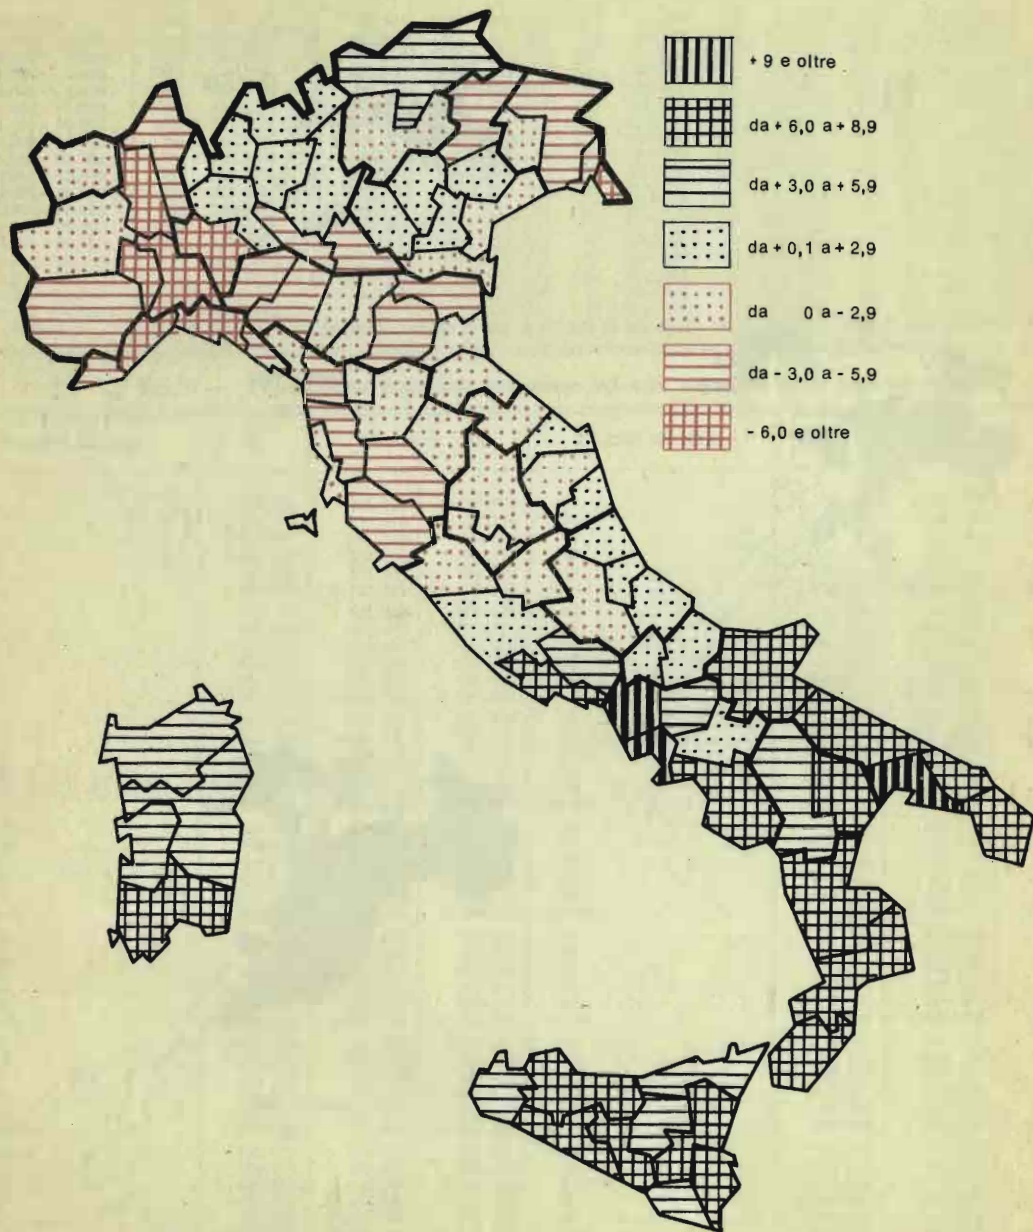 + 9 e oltre
da + 6,0 a + 8,9
da + 3,0 a + 5,9
da + 0,1 a + 2,9
da 0 a - 2,9
da - 3,0 a - 5,9
- 6,0 e oltre